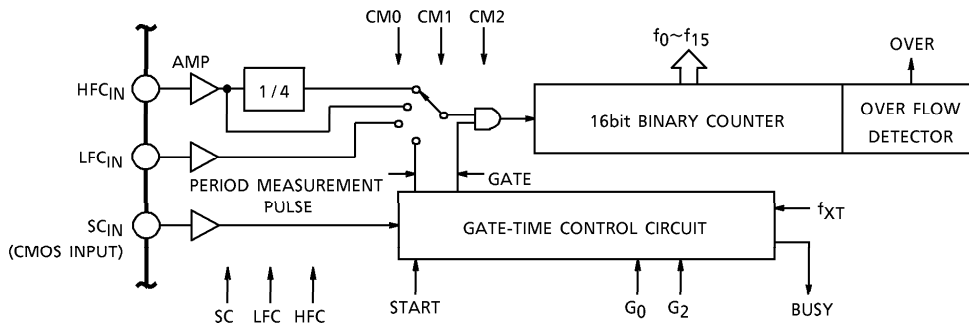 CM0 CM1 CM2
f0~f15
OVER
AMP
HFCIN
1/4
16bit BINARY COUNTER
OVER FLOW
DETECTOR
LFCIN
PERIOD MEASUREMENT
PULSE
GATE
SCIN
(CMOS INPUT)
GATE-TIME CONTROL CIRCUIT
fXT
SC LFC HFC
START
G0 G2
BUSY